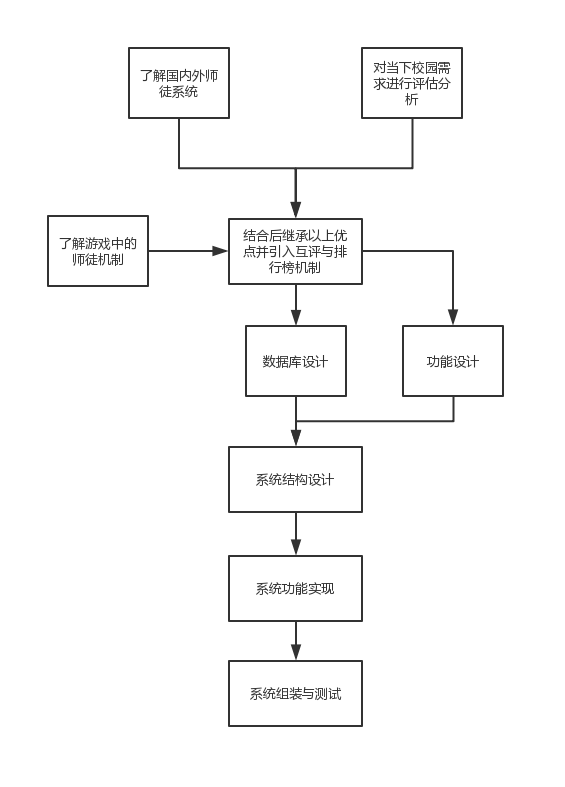 了解国内外师
徒系统
对当下校园需
求进行评估分
析
了解游戏中的
师徒机制
结合后继承以上优
点并引入互评与排
行榜机制
数据库设计
功能设计
系统结构设计
系统功能实现
系统组装与测试